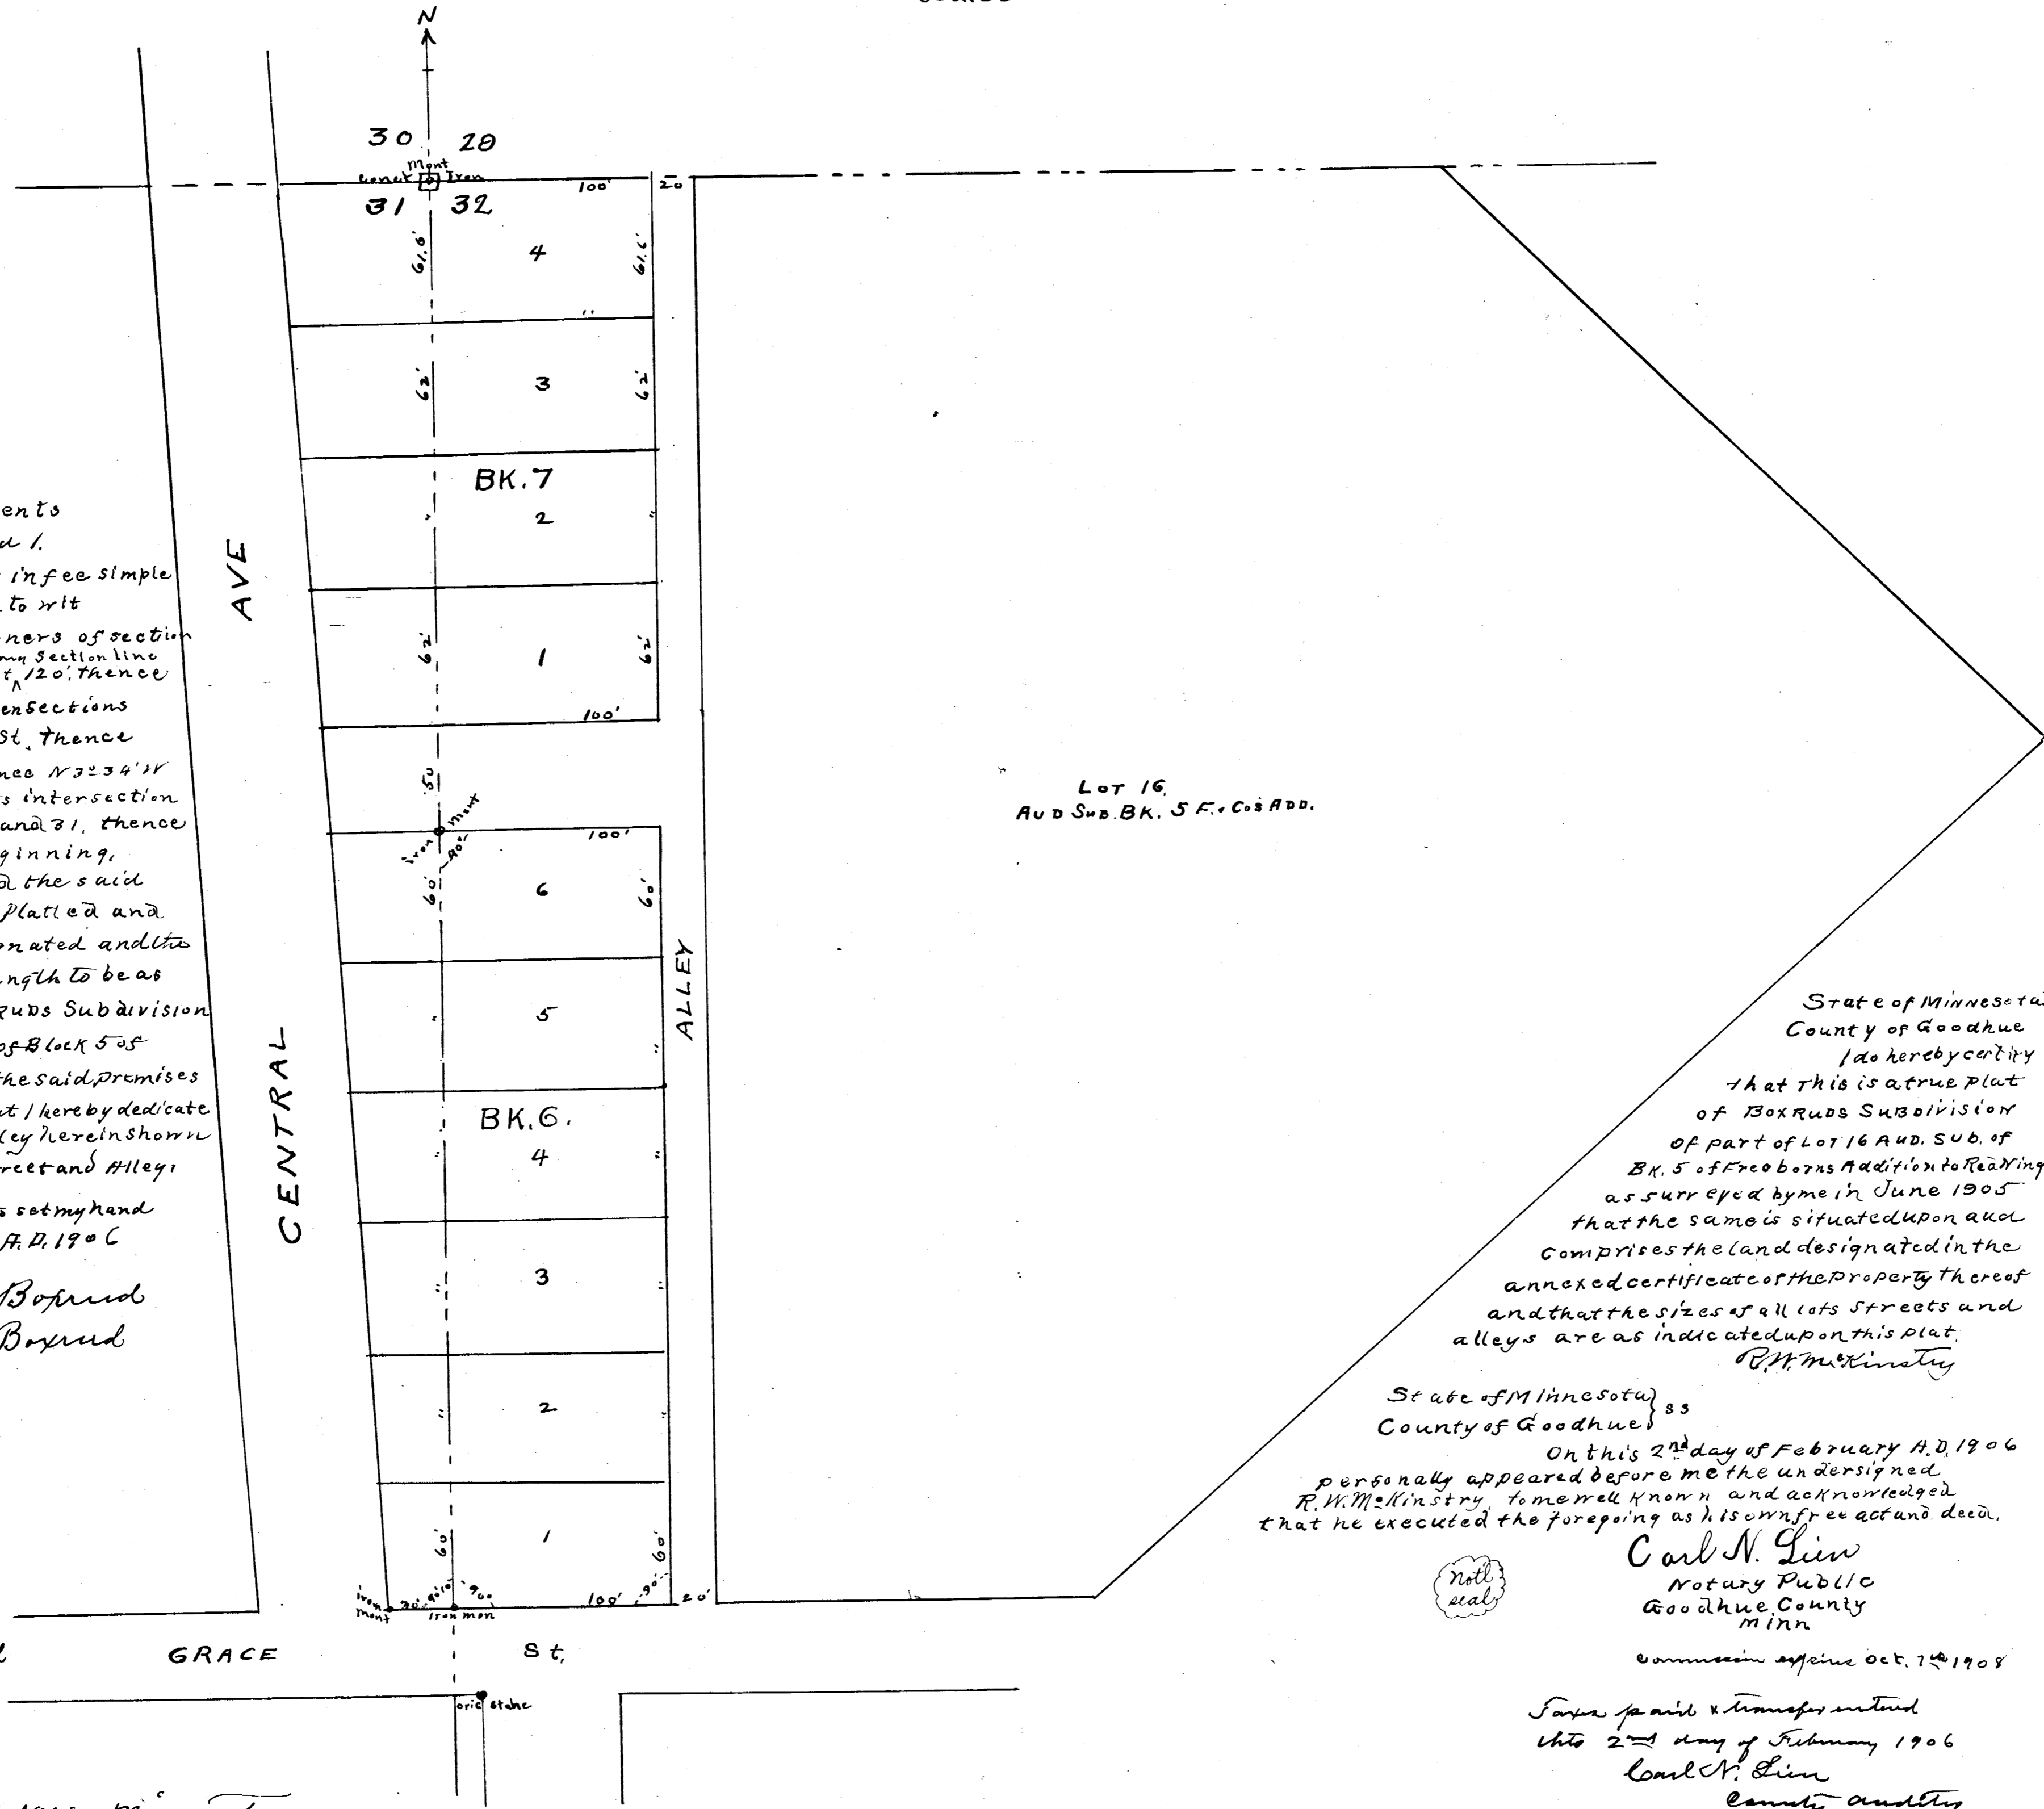 N
30 20
Mont
Conct Iron
31 32
100' 20
61.6' 4 61.6'
"
62' 3 62'
BK. 7
" 2 "
62' 1 62'
100'
50
iron mont
90°
100'
60' 6 60'
" 5 "
BK. 6.
" 4 "
" 3 "
" 2 "
60' 1 60'
90° 90°
iron mont
iron mon
100' 20'
AVE
CENTRAL
ALLEY
GRACE St.
orig stake
LOT 16.
AUD SUB. BK. 5 F. & Co's ADD.
ents
d 1.
in fee simple
to wit
ners of section
Section line
120', thence
en Sections
St. thence
nce N 3° 34' W
s intersection
and 31, thence
ginning,
d the said
Platted and
onated and the
ngth to be as
RUDS Subdivision
of Block 5 of
the said premises
t I hereby dedicate
ley herein shown
reet and Alley,
s set my hand
A.D. 1906
Boxrud
Boxrud
State of Minnesota
County of Goodhue
I do hereby certify
that This is a true plat
of BOXRUDS SUBDIVISION
of part of LOT 16 AUD. SUb. of
BK. 5 of Freeborns Addition to Red Wing
as surveyed by me in June 1905
that the same is situated upon and
comprises the land designated in the
annexed certificate of the Property thereof
and that the sizes of all lots streets and
alleys are as indicated upon this plat.
R. W. McKinstry
State of Minnesota } SS
County of Goodhue
On this 2nd day of February A.D. 1906
personally appeared before me the undersigned
R. W. McKinstry, to me well known and acknowledged
that he executed the foregoing as his own free act and deed.
Carl N. Lien
Notary Public
Goodhue County
Minn
Notl
seal
Commission expires Oct. 7th 1908
Taxes paid & transfer entered
this 2nd day of February 1906
Carl N. Lien
County Auditor